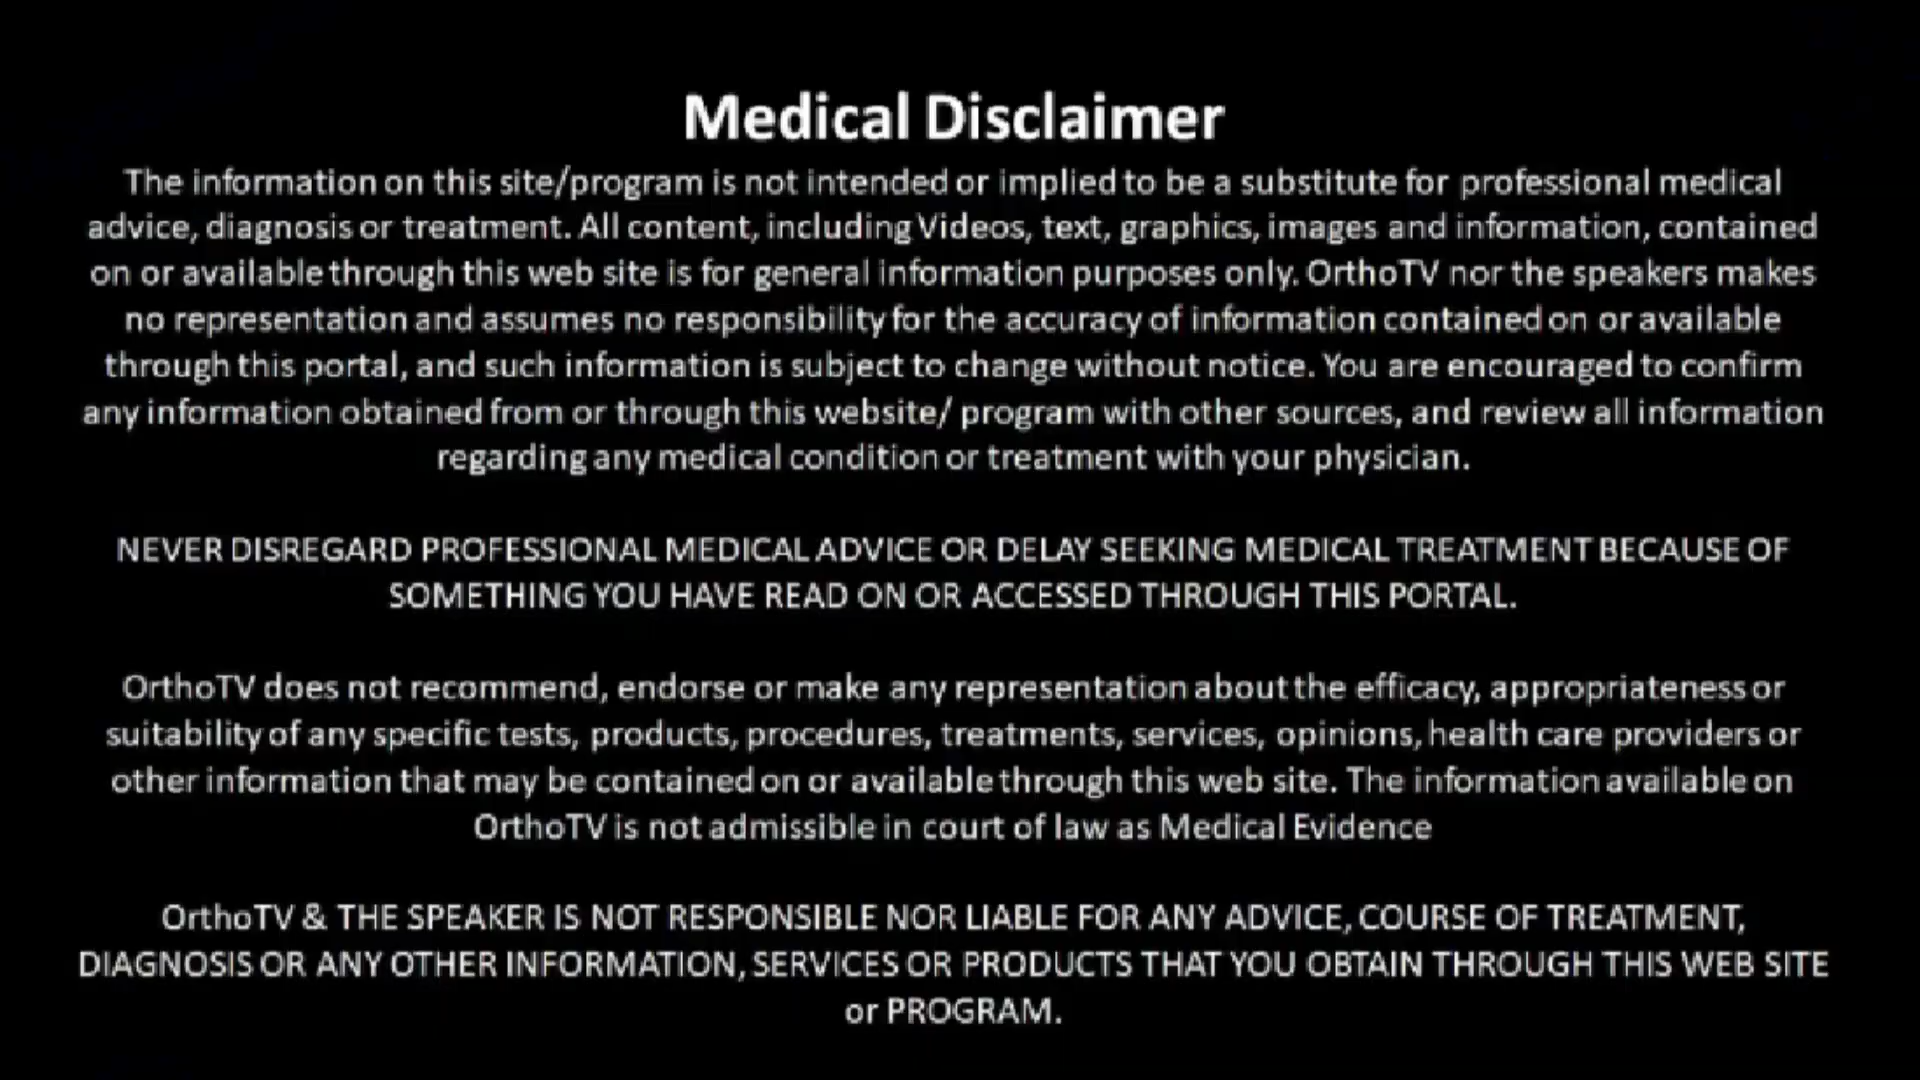 Medical Disclaimer
The information on this site/program is not intended or implied to be a substitute for professional medical
advice, diagnosis or treatment. All content, including Videos, text, graphics, images and information, contained
on or available through this web site is for general information purposes only. OrthoTV nor the speakers makes
no representation and assumes no responsibility for the accuracy of information contained on or available
through this portal, and such information is subject to change without notice. You are encouraged to confirm
any information obtained from or through this website/ program with other sources, and review all information
regarding any medical condition or treatment with your physician.
NEVER DISREGARD PROFESSIONAL MEDICAL ADVICE OR DELAY SEEKING MEDICAL TREATMENT BECAUSE OF
SOMETHING YOU HAVE READ ON OR ACCESSED THROUGH THIS PORTAL.
OrthoTV does not recommend, endorse or make any representation about the efficacy, appropriateness or
suitability of any specific tests, products, procedures, treatments, services, opinions, health care providers or
other information that may be contained on or available through this web site. The information available on
OrthoTV is not admissible in court of law as Medical Evidence
OrthoTV & THE SPEAKER IS NOT RESPONSIBLE NOR LIABLE FOR ANY ADVICE, COURSE OF TREATMENT,
DIAGNOSIS OR ANY OTHER INFORMATION, SERVICES OR PRODUCTS THAT YOU OBTAIN THROUGH THIS WEB SITE
or PROGRAM.